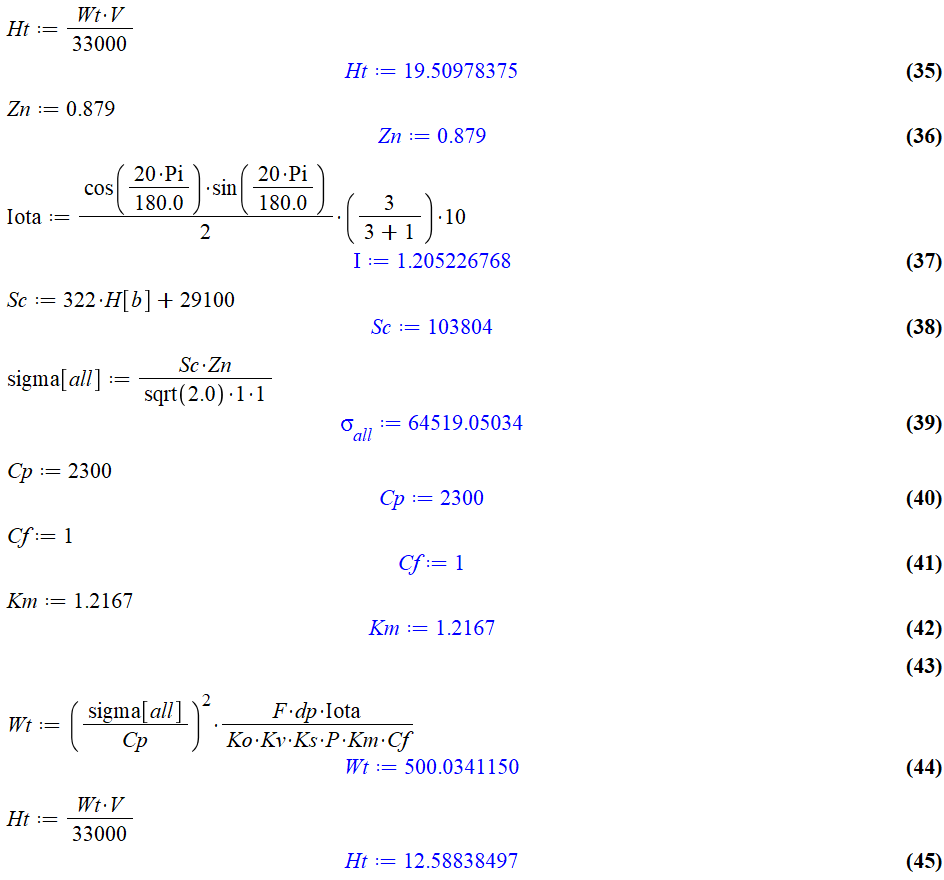 Ht := Wt·V / 33000
Ht := 19.50978375 (35)
Zn := 0.879
Zn := 0.879 (36)
Iota := cos(20·Pi / 180.0)·sin(20·Pi / 180.0) / 2 · (3 / 3 + 1)·10
I := 1.205226768 (37)
Sc := 322·H[b] + 29100
Sc := 103804 (38)
sigma[all] := Sc·Zn / sqrt(2.0)·1·1
σall := 64519.05034 (39)
Cp := 2300
Cp := 2300 (40)
Cf := 1
Cf := 1 (41)
Km := 1.2167
Km := 1.2167 (42)
(43)
Wt := (sigma[all] / Cp)2 · F·dp·Iota / Ko·Kv·Ks·P·Km·Cf
Wt := 500.0341150 (44)
Ht := Wt·V / 33000
Ht := 12.58838497 (45)